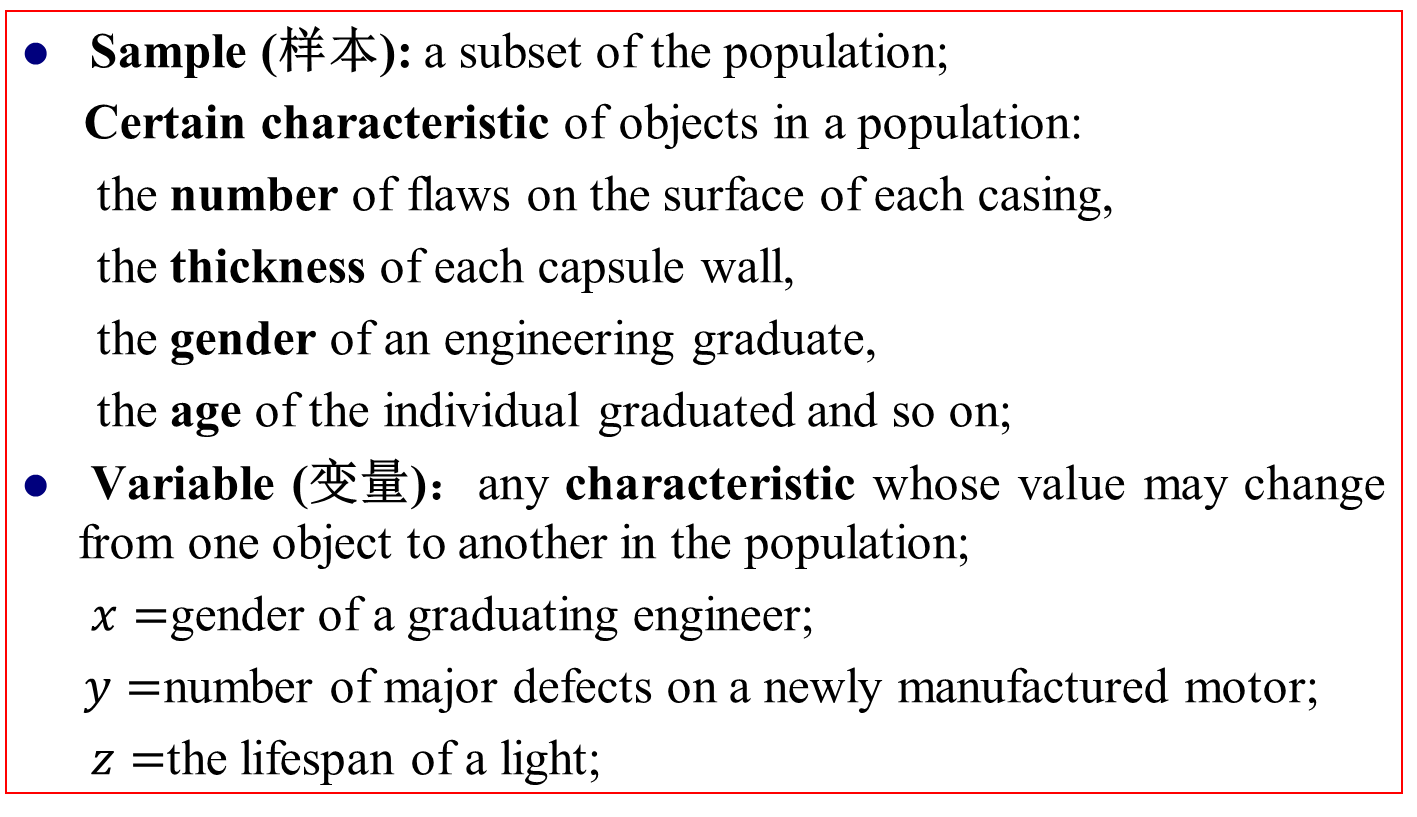 ● Sample (样本): a subset of the population;
Certain characteristic of objects in a population:
the number of flaws on the surface of each casing,
the thickness of each capsule wall,
the gender of an engineering graduate,
the age of the individual graduated and so on;
● Variable (变量)：any characteristic whose value may change
from one object to another in the population;
x =gender of a graduating engineer;
y =number of major defects on a newly manufactured motor;
z =the lifespan of a light;